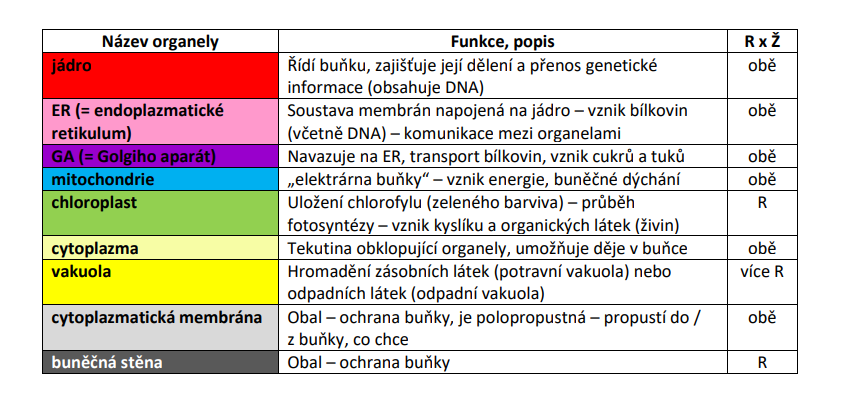 Název organely Funkce, popis R x Ž
jádro Řídí buňku, zajišťuje její dělení a přenos genetické obě
informace (obsahuje DNA)
ER (= endoplazmatické Soustava membrán napojená na jádro – vznik bílkovin obě
retikulum) (včetně DNA) – komunikace mezi organelami
GA (= Golgiho aparát) Navazuje na ER, transport bílkovin, vznik cukrů a tuků obě
mitochondrie „elektrárna buňky“ – vznik energie, buněčné dýchání obě
chloroplast Uložení chlorofylu (zeleného barviva) – průběh R
fotosyntézy – vznik kyslíku a organických látek (živin)
cytoplazma Tekutina obklopující organely, umožňuje děje v buňce obě
vakuola Hromadění zásobních látek (potravní vakuola) nebo více R
odpadních látek (odpadní vakuola)
cytoplazmatická membrána Obal – ochrana buňky, je polopropustná – propustí do / obě
z buňky, co chce
buněčná stěna Obal – ochrana buňky R